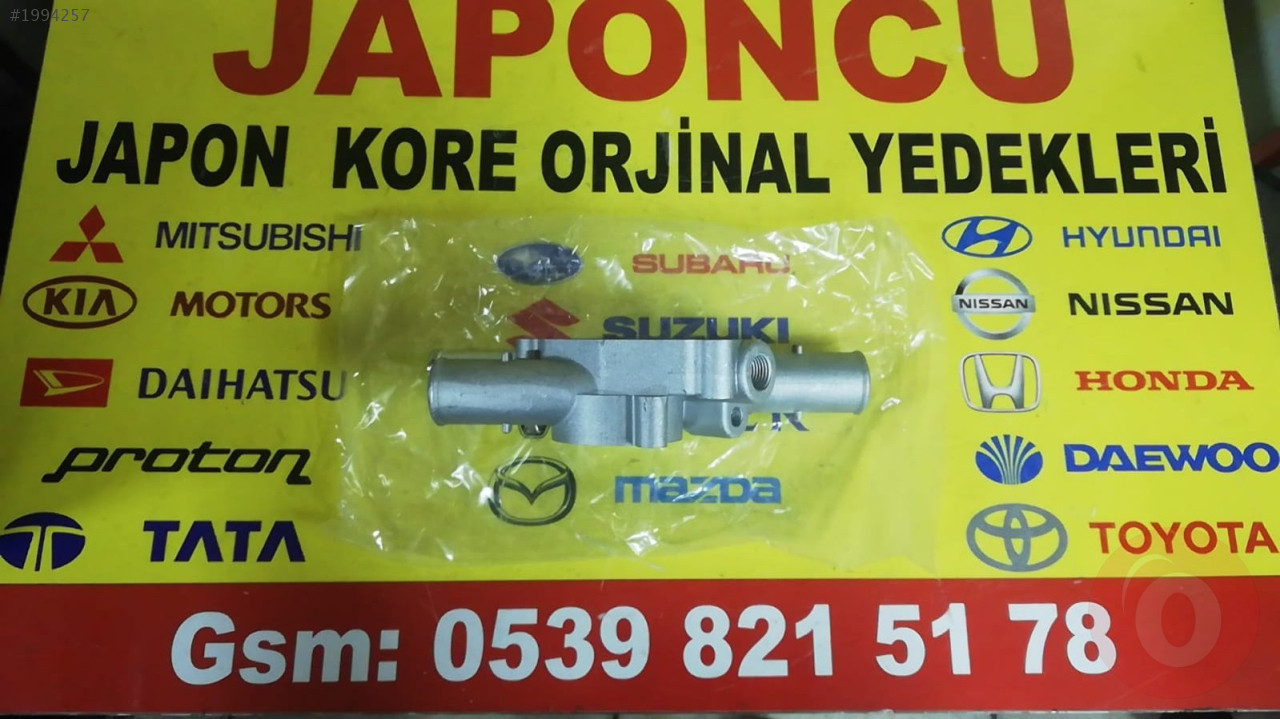 #1994257
JAPONCU
JAPON KORE ORJİNAL YEDEKLERİ
MITSUBISHI
KIA MOTORS
DAIHATSU
proton
TATA
SUBARU
SUZUKI
mazda
HYUNDAI
NISSAN NISSAN
HONDA
DAEWOO
TOYOTA
Gsm: 0539 821 51 78